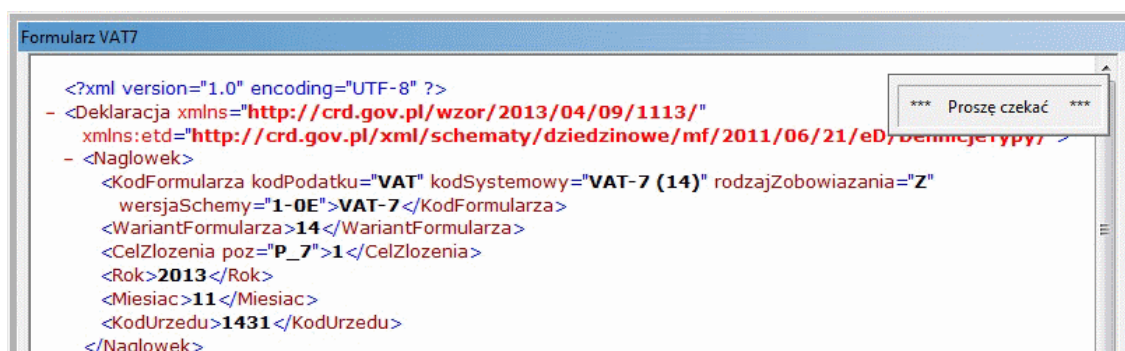 Formularz VAT7
<?xml version="1.0" encoding="UTF-8" ?>
*** Proszę czekać ***
- <Deklaracja xmlns="http://crd.gov.pl/wzor/2013/04/09/1113/"
xmlns:etd="http://crd.gov.pl/xml/schematy/dziedzinowe/mf/2011/06/21/eD/DefinicjeTypy/">
- <Naglowek>
<KodFormularza kodPodatku="VAT" kodSystemowy="VAT-7 (14)" rodzajZobowiazania="Z"
wersjaSchemy="1-0E">VAT-7</KodFormularza>
<WariantFormularza>14</WariantFormularza>
<CelZlozenia poz="P_7">1</CelZlozenia>
<Rok>2013</Rok>
<Miesiac>11</Miesiac>
<KodUrzedu>1431</KodUrzedu>
</Naglowek>